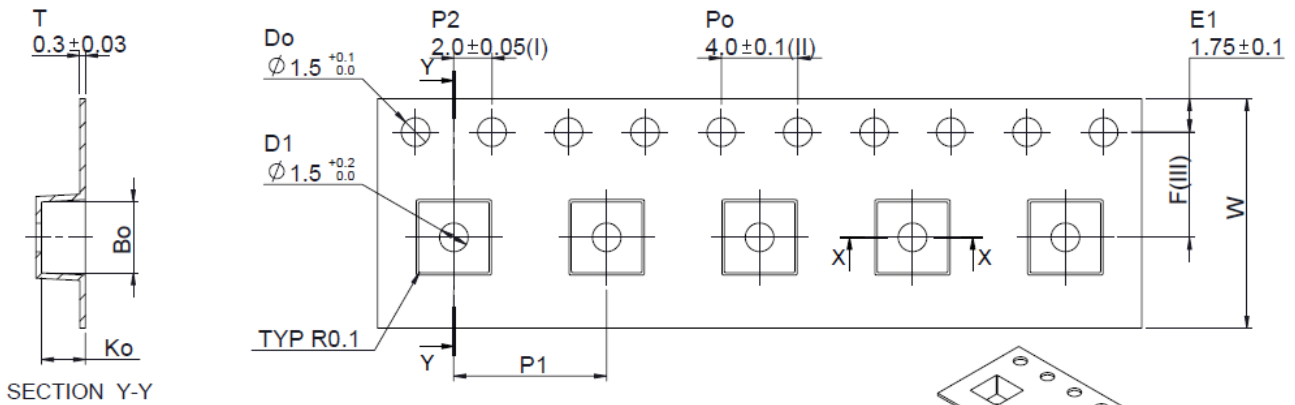 T
0.3±0.03
Do
Ø 1.5 +0.1 0.0
P2
2.0±0.05(I)
Po
4.0±0.1(II)
E1
1.75±0.1
Y
D1
Ø 1.5 +0.2 0.0
F(III)
W
Bo
X
X
TYP R0.1
Ko
Y
P1
SECTION Y-Y